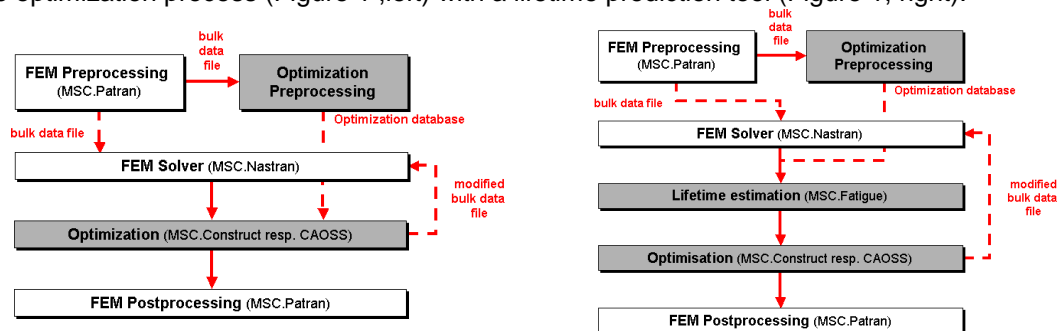 optimization process (Figure 1 ,left) with a lifetime prediction tool (Figure 1, right).
bulk
data
file
FEM Preprocessing
(MSC.Patran)
Optimization
Preprocessing
bulk data file
Optimization database
FEM Solver (MSC.Nastran)
modified
bulk data
file
Optimization (MSC.Construct resp. CAOSS)
FEM Postprocessing (MSC.Patran)
bulk
data
file
FEM Preprocessing
(MSC.Patran)
Optimization
Preprocessing
bulk data file
Optimization database
FEM Solver (MSC.Nastran)
Lifetime estimation (MSC.Fatigue)
modified
bulk data
file
Optimisation (MSC.Construct resp. CAOSS)
FEM Postprocessing (MSC.Patran)